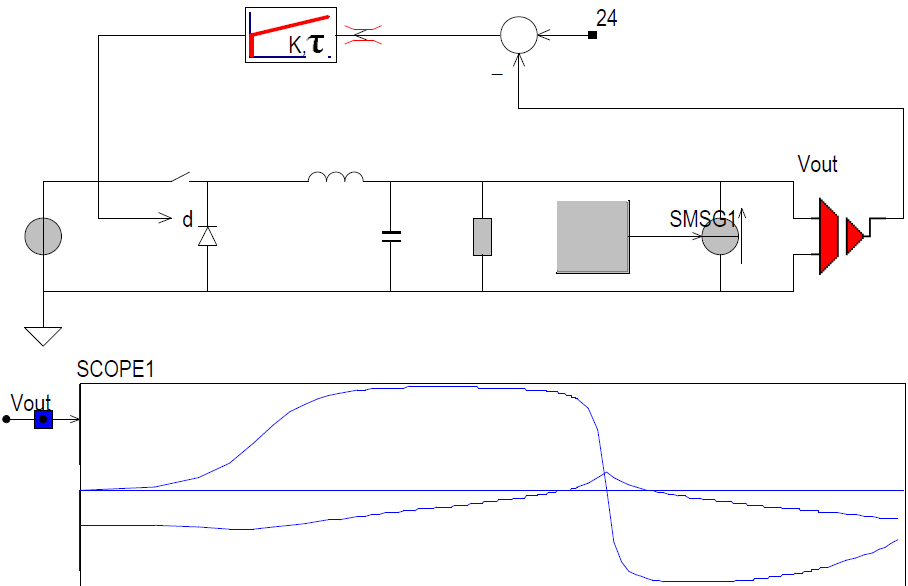 24
K, τ
–
Vout
d
SMSG1
SCOPE1
Vout